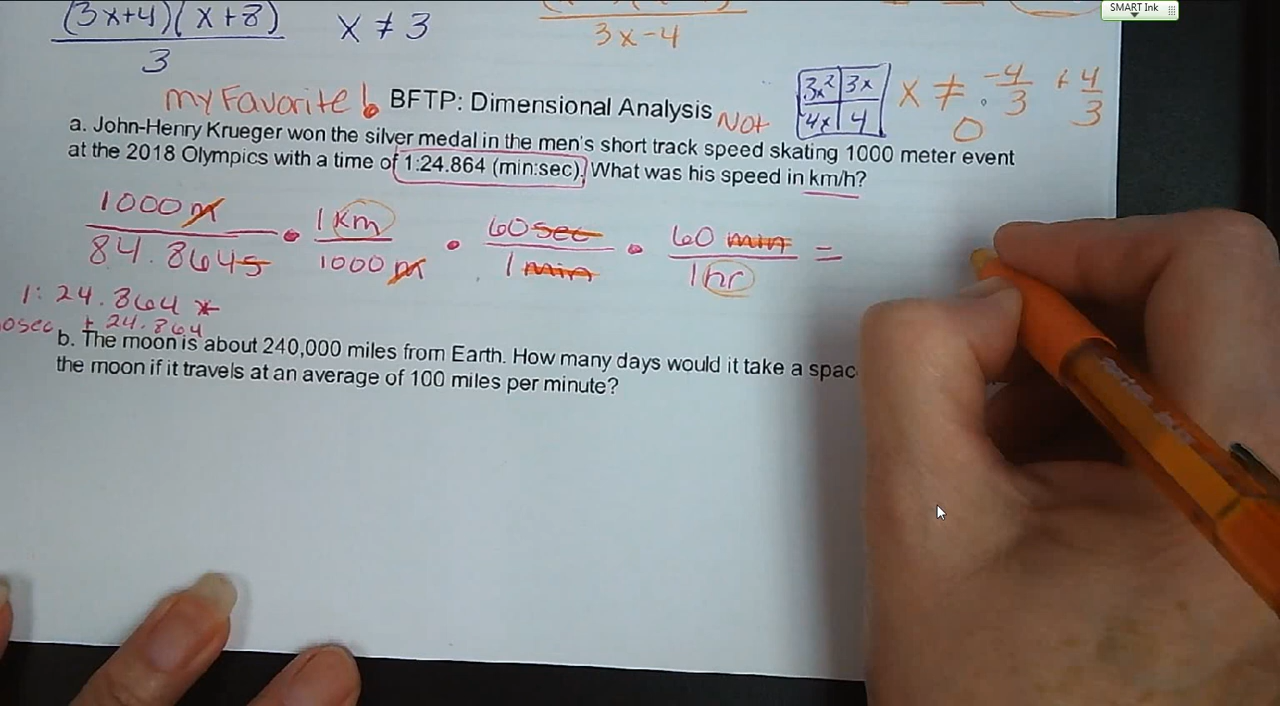 SMART Ink
(3x+4)(x+8)
3
x ≠ 3
3x-4
my Favorite! BFTP: Dimensional Analysis Not
3x² 3x
4x 4
x ≠ -4/3 +4/3
0
a. John-Henry Krueger won the silver medal in the men's short track speed skating 1000 meter event
at the 2018 Olympics with a time of 1:24.864 (min:sec). What was his speed in km/h?
1000 m • 1 Km • 60 sec • 60 min =
84.864 s 1000 m 1 min 1 hr
1:24.864 *
+ 24.864
b. The moon is about 240,000 miles from Earth. How many days would it take a spac
the moon if it travels at an average of 100 miles per minute?